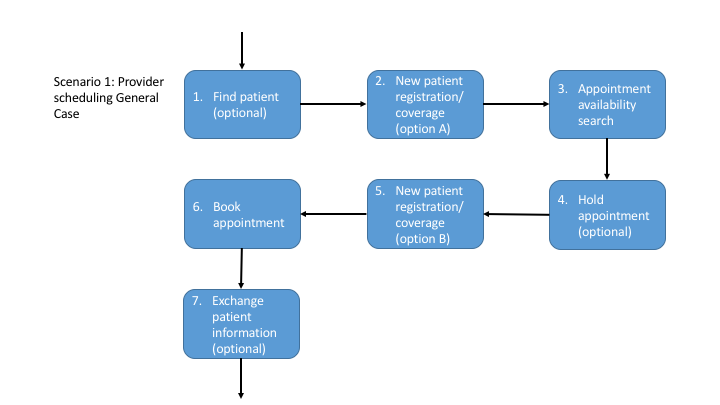 Scenario 1: Provider
scheduling General
Case
1. Find patient
(optional)
2. New patient
registration/
coverage
(option A)
3. Appointment
availability
search
4. Hold
appointment
(optional)
5. New patient
registration/
coverage
(option B)
6. Book
appointment
7. Exchange
patient
information
(optional)